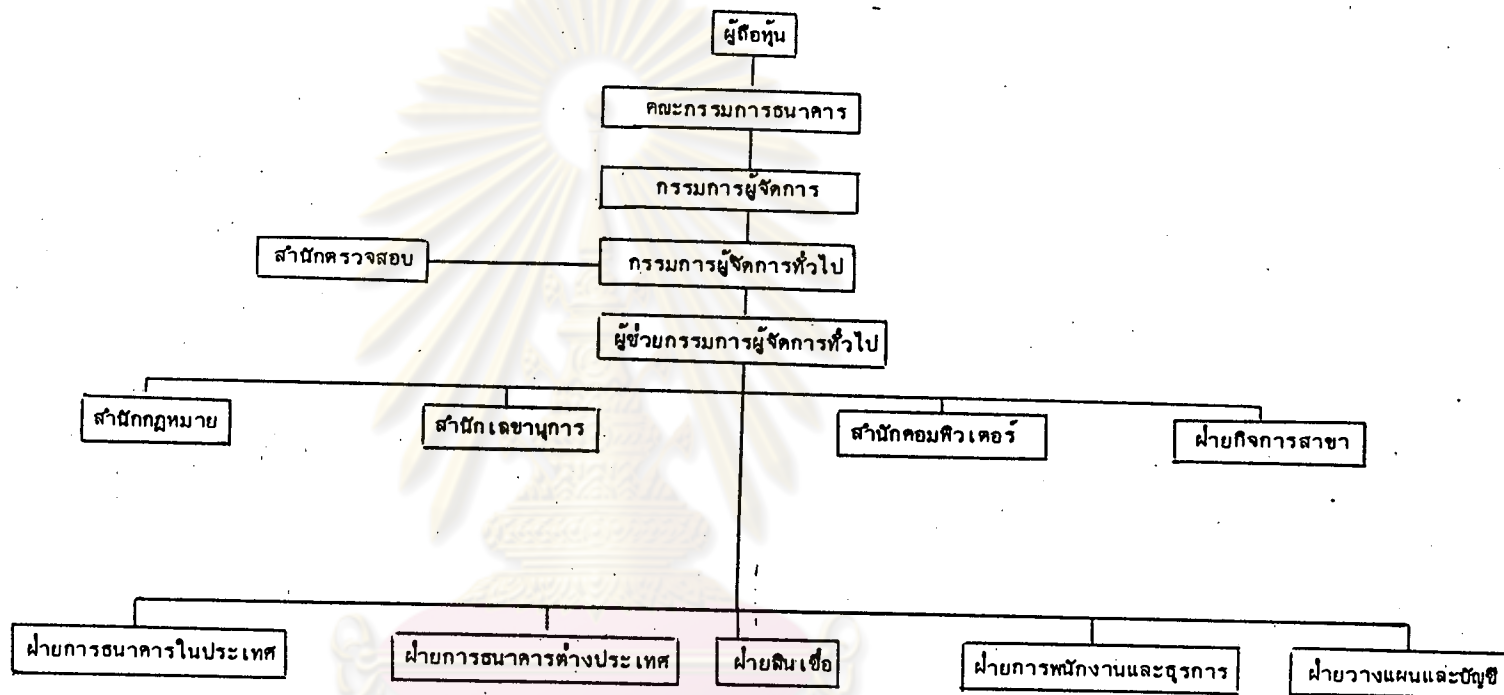 ผู้ถือหุ้น
คณะกรรมการธนาคาร
กรรมการผู้จัดการ
สำนักตรวจสอบ
กรรมการผู้จัดการทั่วไป
ผู้ช่วยกรรมการผู้จัดการทั่วไป
สำนักกฎหมาย
สำนักเลขานุการ
สำนักคอมพิวเตอร์
ฝ่ายกิจการสาขา
ฝ่ายการธนาคารในประเทศ
ฝ่ายการธนาคารต่างประเทศ
ฝ่ายสินเชื่อ
ฝ่ายการพนักงานและธุรการ
ฝ่ายวางแผนและบัญชี